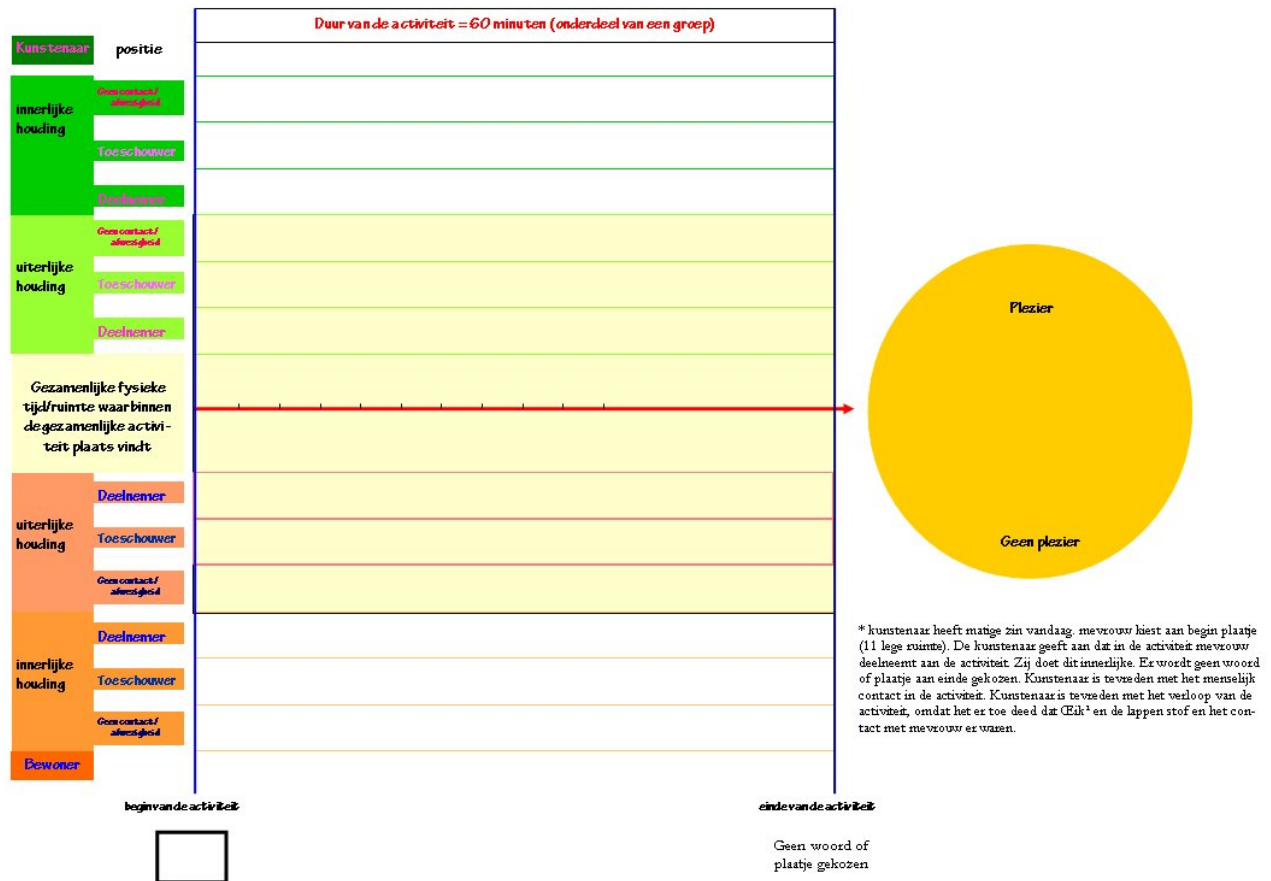 Duur van de activiteit = 60 minuten (onderdeel van een groep)
Kunstenaar
positie
innerlijke
houding
Geen contact/
afwezigheid
Toeschouwer
Deelnemer
uiterlijke
houding
Geen contact/
afwezigheid
Toeschouwer
Deelnemer
Gezamenlijke fysieke
tijd/ruimte waarbinnen
de gezamenlijke activi-
teit plaats vindt
uiterlijke
houding
Deelnemer
Toeschouwer
Geen contact/
afwezigheid
innerlijke
houding
Deelnemer
Toeschouwer
Geen contact/
afwezigheid
Bewoner
begin van de activiteit
einde van de activiteit
Geen woord of
plaatje gekozen
Plezier
Geen plezier
* kunstenaar heeft matige zin vandaag. mevrouw kiest aan begin plaatje
(11 lege ruimte). De kunstenaar geeft aan dat in de activiteit mevrouw
deelneemt aan de activiteit. Zij doet dit innerlijke. Er wordt geen woord
of plaatje aan einde gekozen. Kunstenaar is tevreden met het menselijk
contact in de activiteit. Kunstenaar is tevreden met het verloop van de
activiteit, omdat het er toe deed dat Œik² en de lappen stof en het con-
tact met mevrouw er waren.